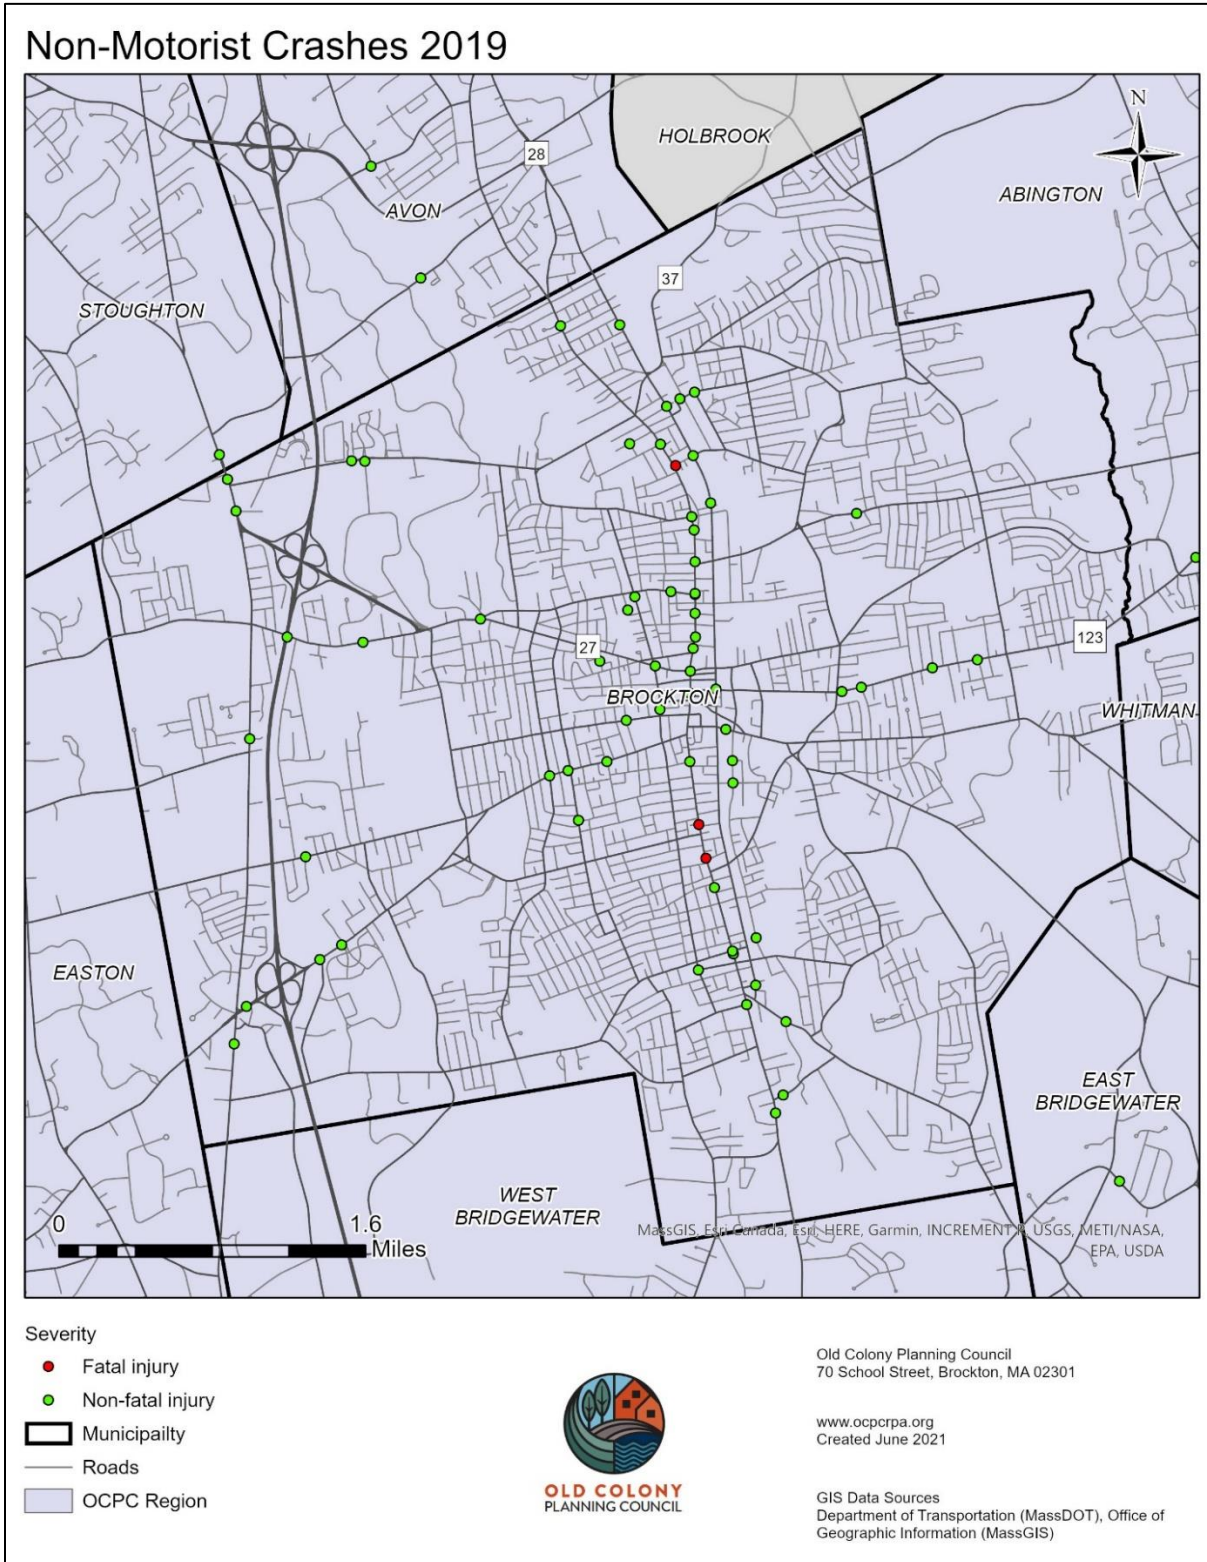 Non-Motorist Crashes 2019
N
HOLBROOK
28
ABINGTON
AVON
37
STOUGHTON
123
27
BROCKTON
WHITMAN
EASTON
EAST
BRIDGEWATER
WEST
BRIDGEWATER
0 1.6
Miles
MassGIS, Esri Canada, Esri, HERE, Garmin, INCREMENT P, USGS, METI/NASA,
EPA, USDA
Severity
Fatal injury
Non-fatal injury
Municipailty
Roads
OCPC Region
OLD COLONY
PLANNING COUNCIL
Old Colony Planning Council
70 School Street, Brockton, MA 02301
www.ocpcrpa.org
Created June 2021
GIS Data Sources
Department of Transportation (MassDOT), Office of
Geographic Information (MassGIS)